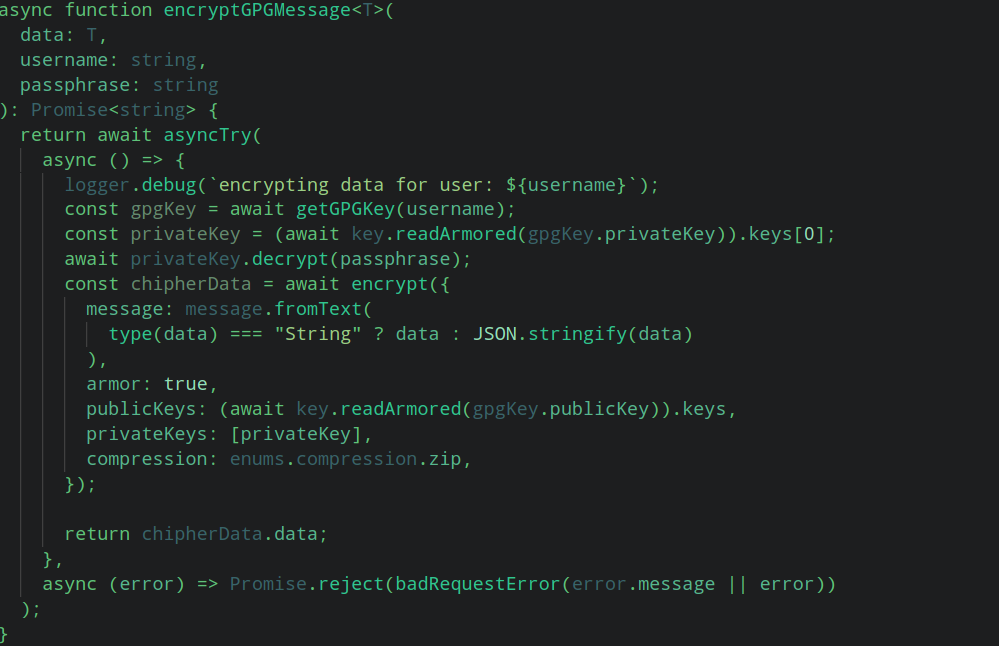 async function encryptGPGMessage<T>(
  data: T,
  username: string,
  passphrase: string
): Promise<string> {
  return await asyncTry(
    async () => {
      logger.debug(`encrypting data for user: ${username}`);
      const gpgKey = await getGPGKey(username);
      const privateKey = (await key.readArmored(gpgKey.privateKey)).keys[0];
      await privateKey.decrypt(passphrase);
      const chipherData = await encrypt({
        message: message.fromText(
          type(data) === "String" ? data : JSON.stringify(data)
        ),
        armor: true,
        publicKeys: (await key.readArmored(gpgKey.publicKey)).keys,
        privateKeys: [privateKey],
        compression: enums.compression.zip,
      });

      return chipherData.data;
    },
    async (error) => Promise.reject(badRequestError(error.message || error))
  );
}